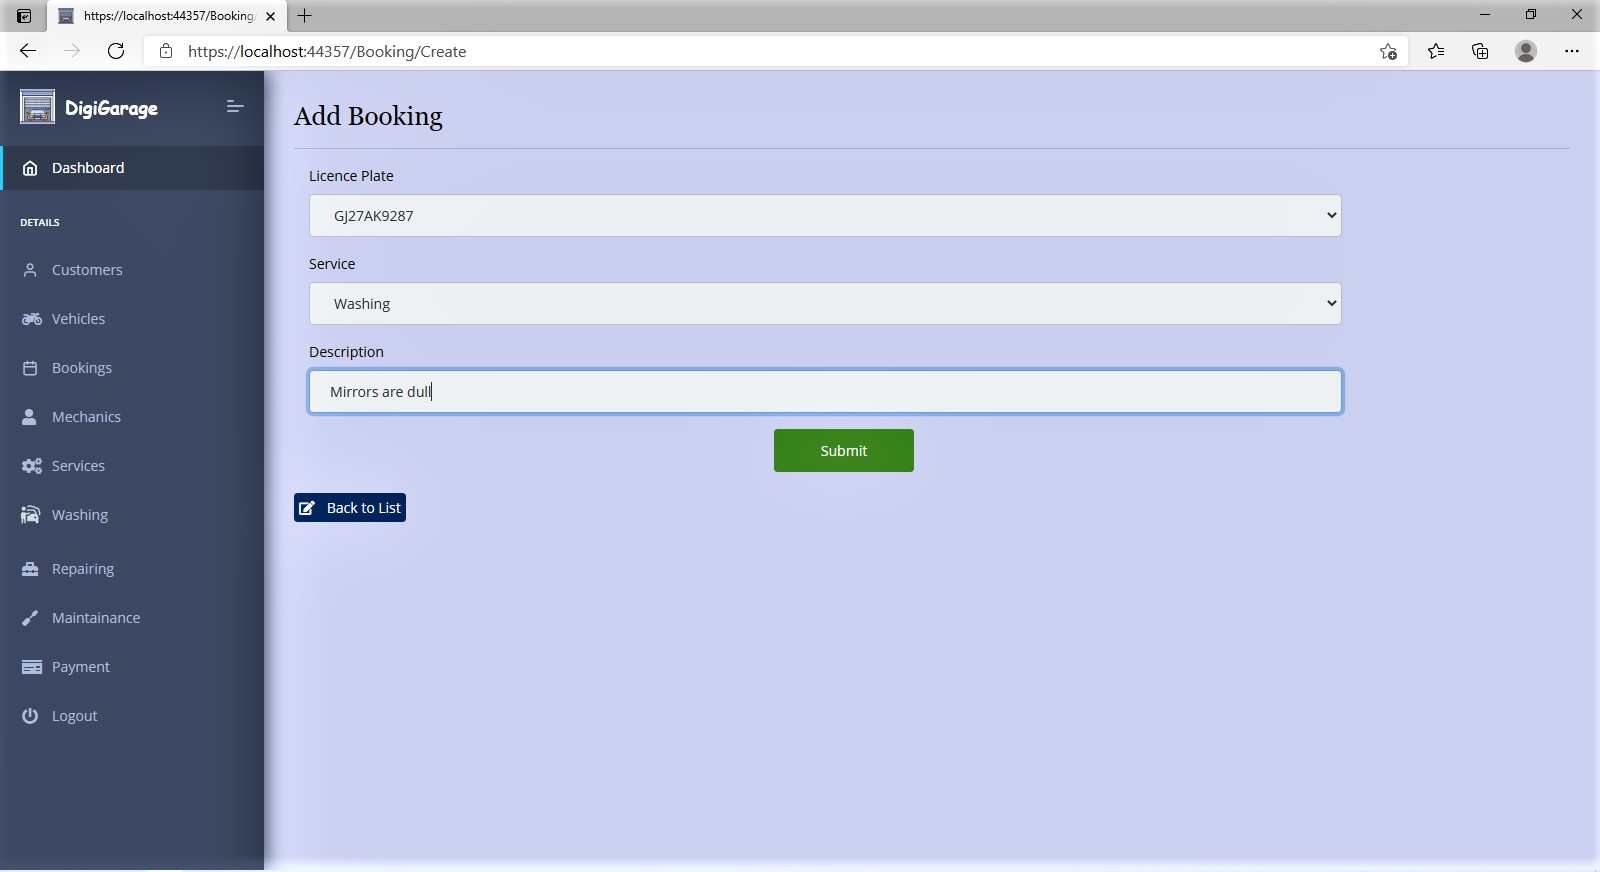 https://localhost:44357/Booking/
https://localhost:44357/Booking/Create
DigiGarage
Dashboard
DETAILS
Customers
Vehicles
Bookings
Mechanics
Services
Washing
Repairing
Maintainance
Payment
Logout
Add Booking
Licence Plate
GJ27AK9287
Service
Washing
Description
Mirrors are dull
Submit
Back to List